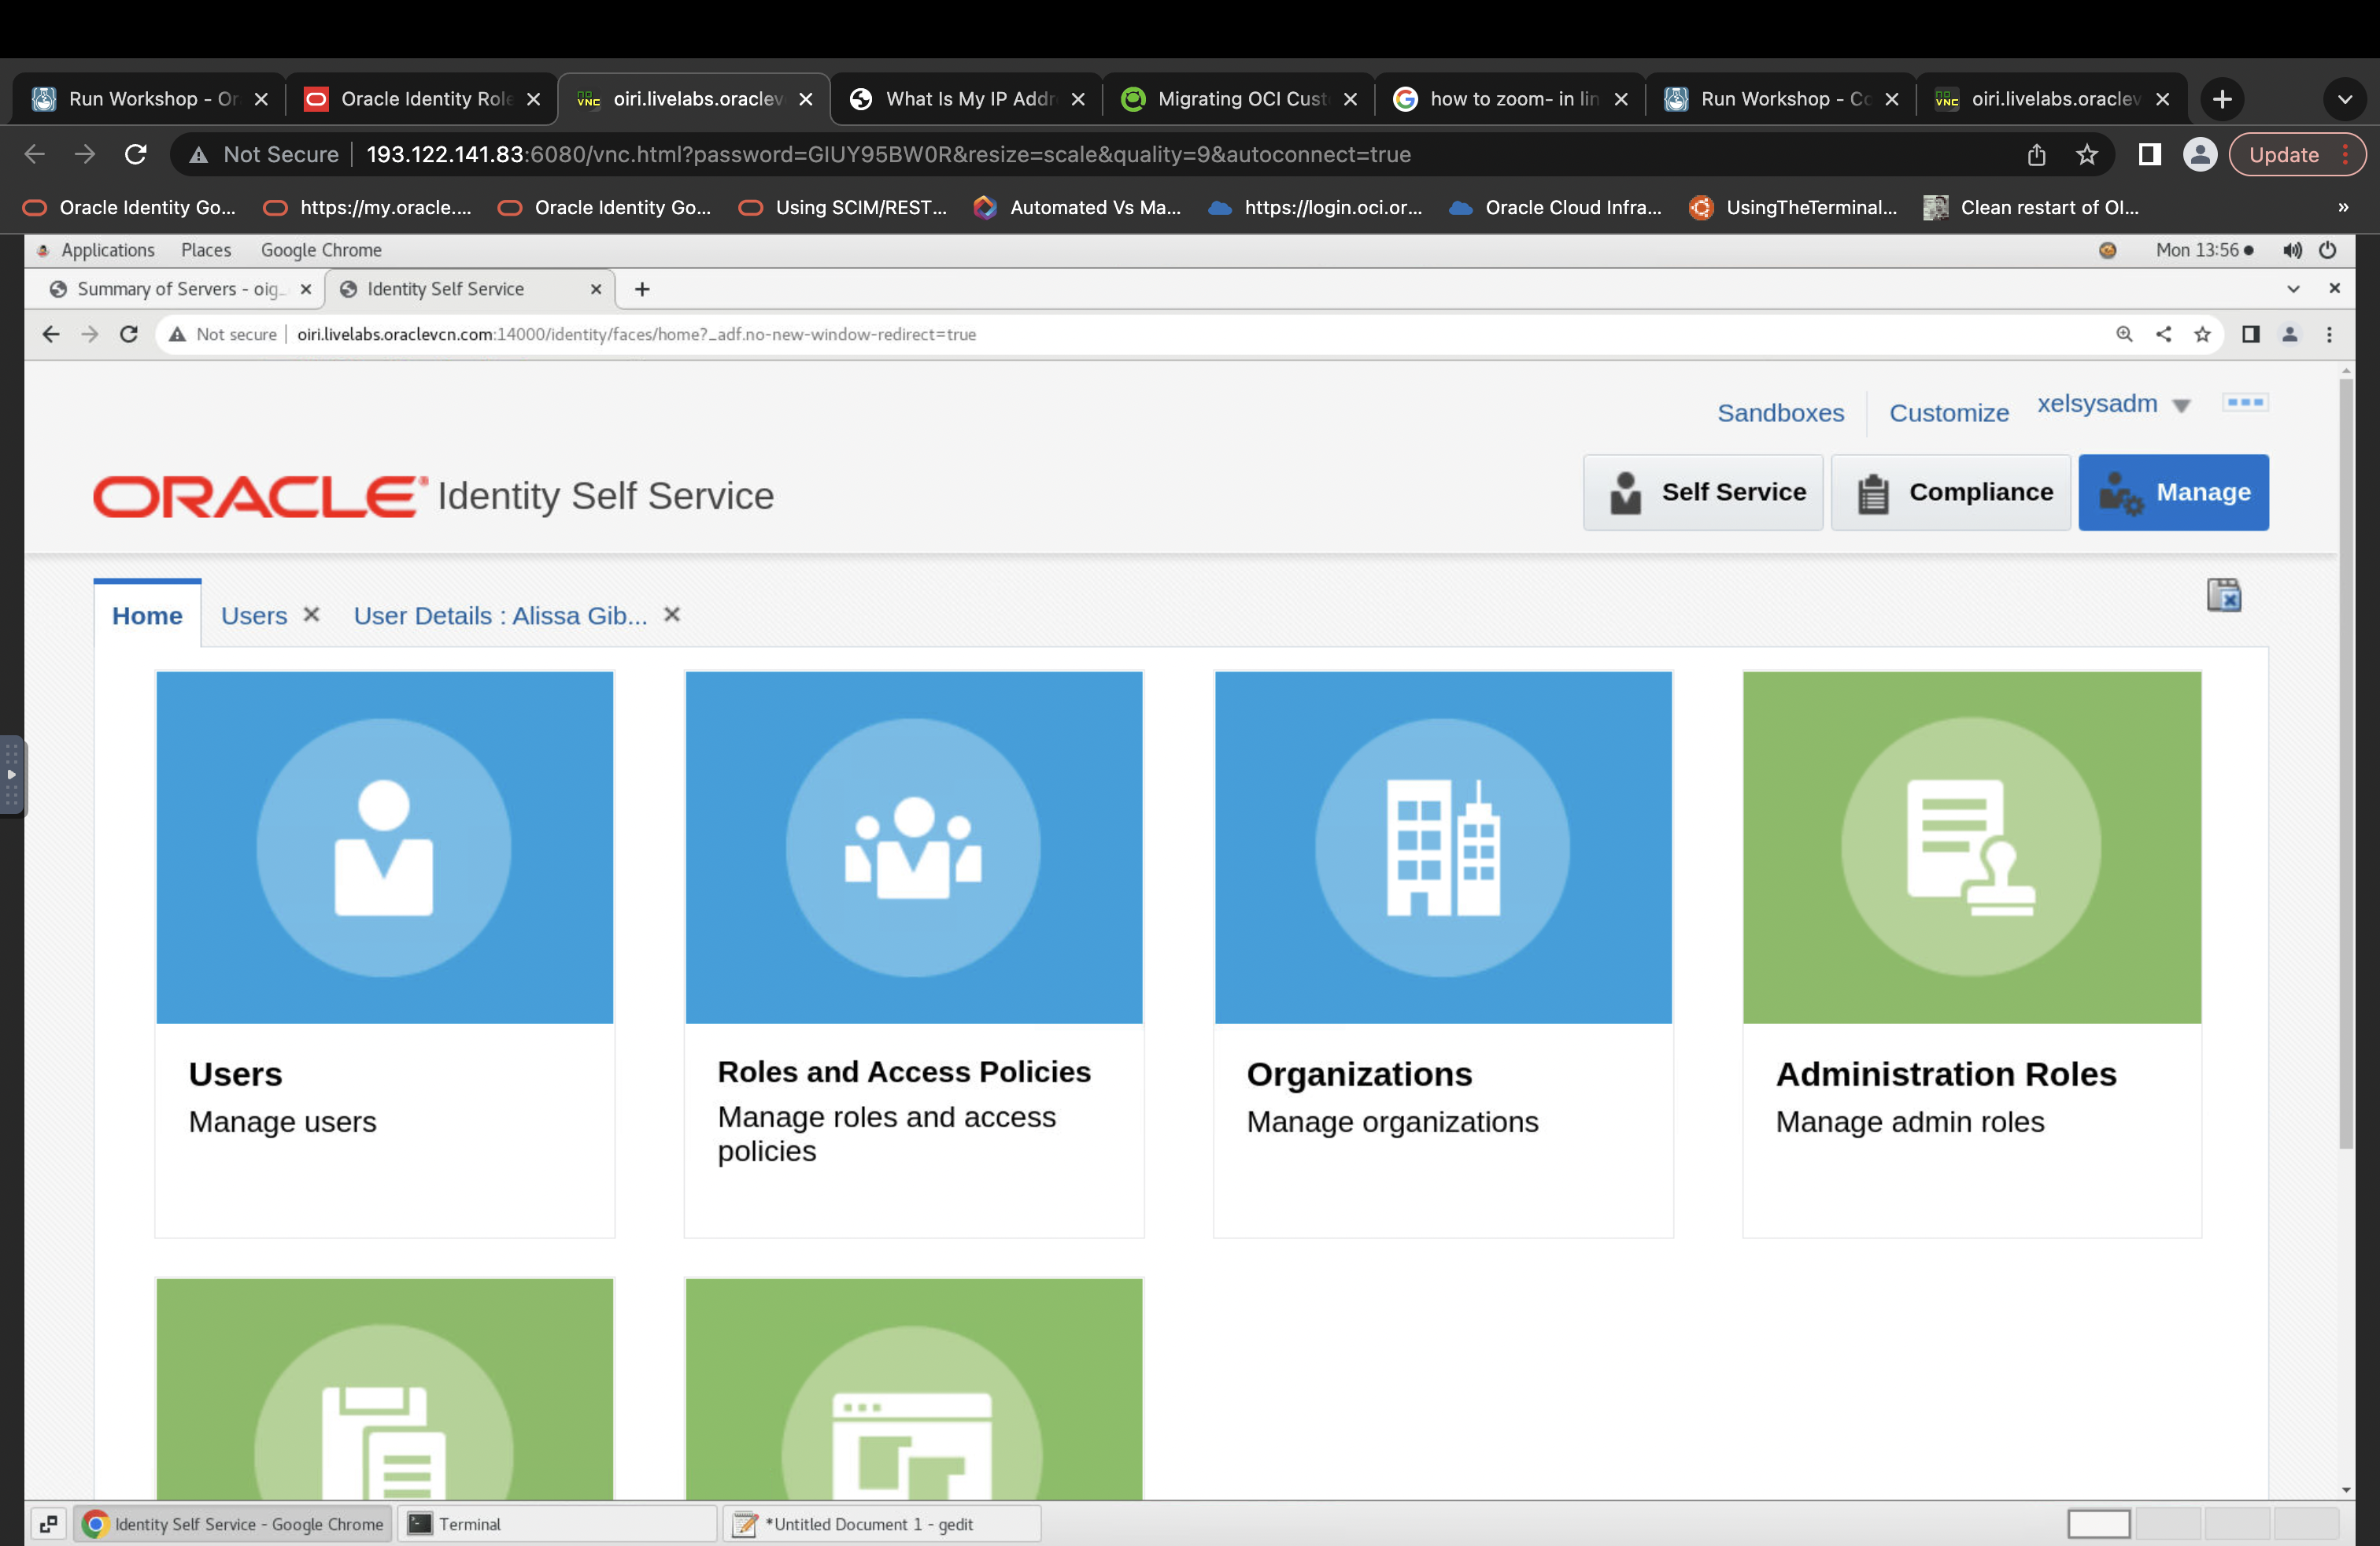 Run Workshop - Or
Oracle Identity Role
oiri.livelabs.oraclev
What Is My IP Addr
Migrating OCI Cust
how to zoom- in lin
Run Workshop - Co
oiri.livelabs.oraclev
Not Secure
193.122.141.83:6080/vnc.html?password=GIUY95BW0R&resize=scale&quality=9&autoconnect=true
Update
Oracle Identity Go...
https://my.oracle....
Oracle Identity Go...
Using SCIM/REST...
Automated Vs Ma...
https://login.oci.or...
Oracle Cloud Infra...
UsingTheTerminal...
Clean restart of OI...
»
Applications
Places
Google Chrome
Mon 13:56
Summary of Servers - oig_
Identity Self Service
Not secure
oiri.livelabs.oraclevcn.com:14000/identity/faces/home?_adf.no-new-window-redirect=true
Sandboxes
Customize
xelsysadm
ORACLE® Identity Self Service
Self Service
Compliance
Manage
Home
Users
User Details : Alissa Gib...
Users
Manage users
Roles and Access Policies
Manage roles and access
policies
Organizations
Manage organizations
Administration Roles
Manage admin roles
Identity Self Service - Google Chrome
Terminal
*Untitled Document 1 - gedit